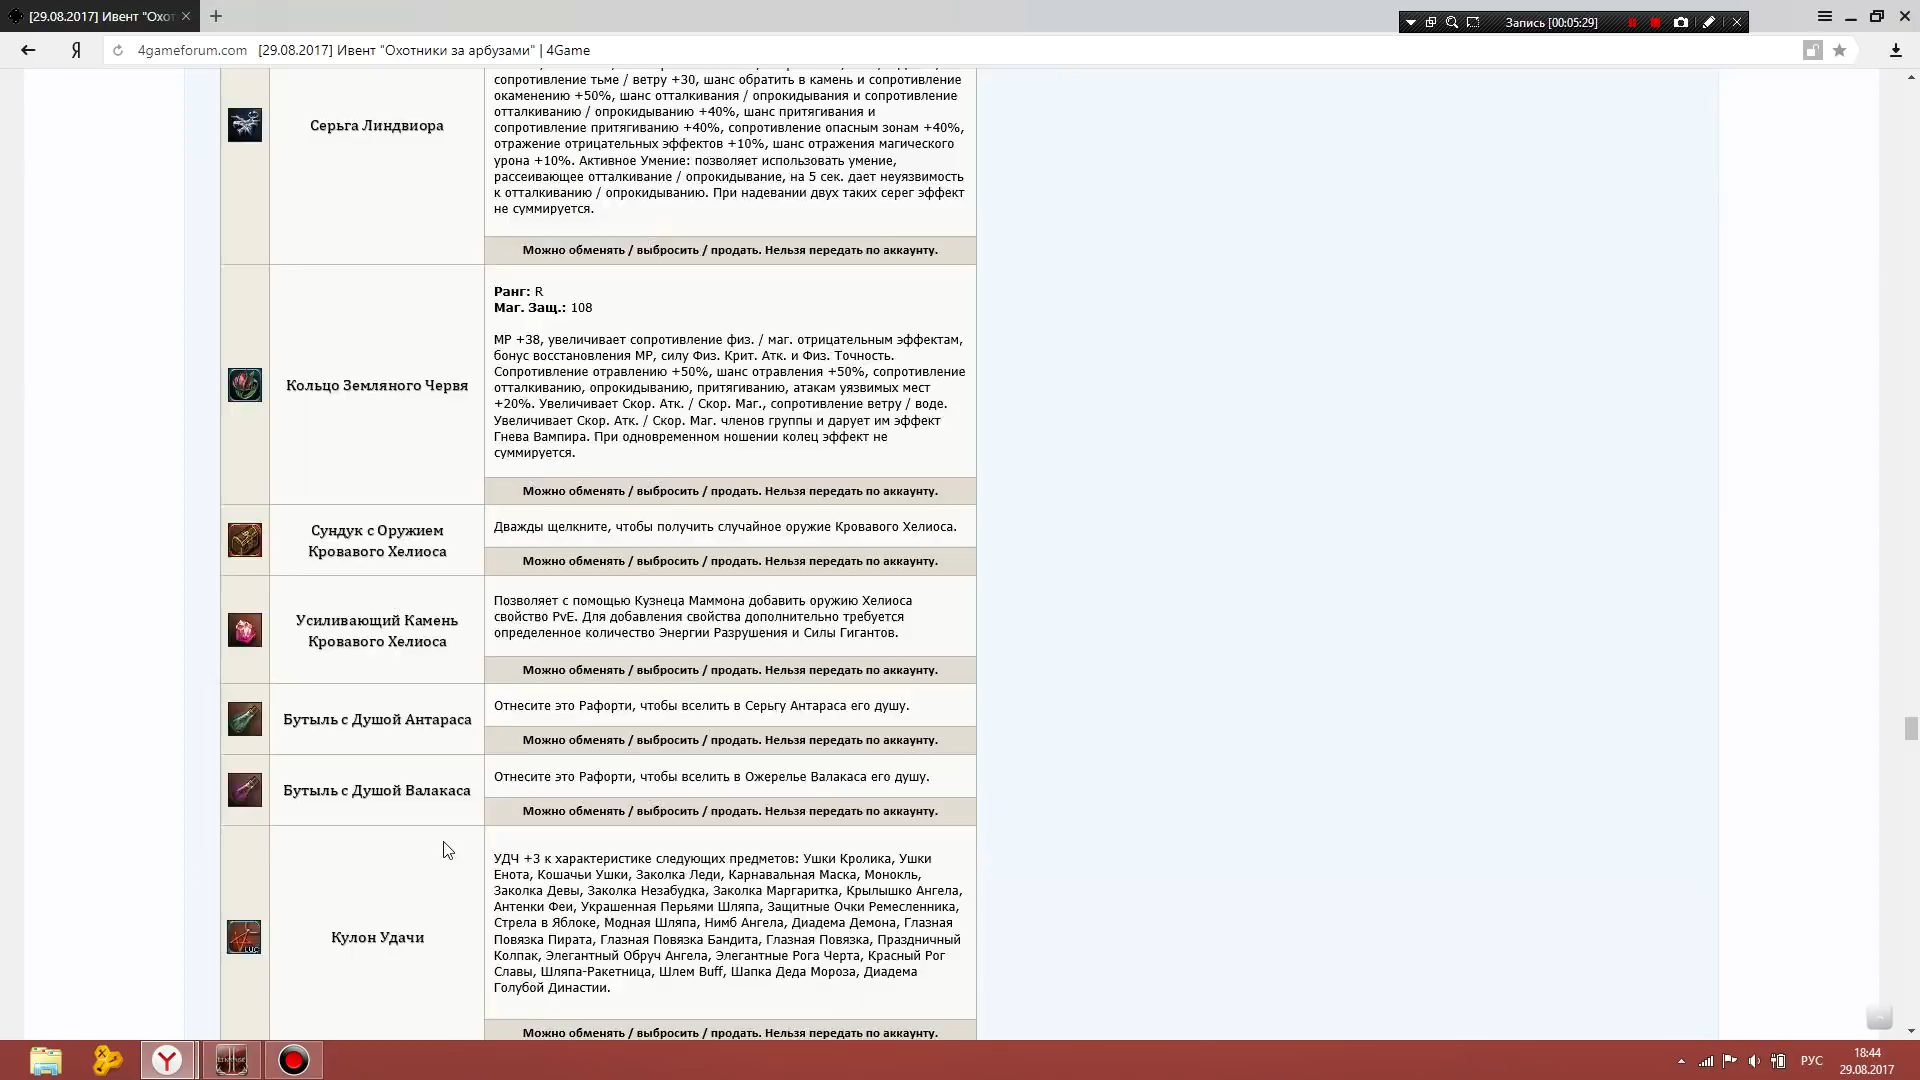 [29.08.2017] Ивент "Охот
Запись [00:05:29]
4gameforum.com [29.08.2017] Ивент "Охотники за арбузами" | 4Game
Серьга Линдвиора
сопротивление тьме / ветру +30, шанс обратить в камень и сопротивление
окаменению +50%, шанс отталкивания / опрокидывания и сопротивление
отталкиванию / опрокидыванию +40%, шанс притягивания и
сопротивление притягиванию +40%, сопротивление опасным зонам +40%,
отражение отрицательных эффектов +10%, шанс отражения магического
урона +10%. Активное Умение: позволяет использовать умение,
рассеивающее отталкивание / опрокидывание, на 5 сек. дает неуязвимость
к отталкиванию / опрокидыванию. При надевании двух таких серег эффект
не суммируется.
Можно обменять / выбросить / продать. Нельзя передать по аккаунту.
Кольцо Земляного Червя
Ранг: R
Маг. Защ.: 108
МР +38, увеличивает сопротивление физ. / маг. отрицательным эффектам,
бонус восстановления МР, силу Физ. Крит. Атк. и Физ. Точность.
Сопротивление отравлению +50%, шанс отравления +50%, сопротивление
отталкиванию, опрокидыванию, притягиванию, атакам уязвимых мест
+20%. Увеличивает Скор. Атк. / Скор. Маг., сопротивление ветру / воде.
Увеличивает Скор. Атк. / Скор. Маг. членов группы и дарует им эффект
Гнева Вампира. При одновременном ношении колец эффект не
суммируется.
Можно обменять / выбросить / продать. Нельзя передать по аккаунту.
Сундук с Оружием
Кровавого Хелиоса
Дважды щелкните, чтобы получить случайное оружие Кровавого Хелиоса.
Можно обменять / выбросить / продать. Нельзя передать по аккаунту.
Усиливающий Камень
Кровавого Хелиоса
Позволяет с помощью Кузнеца Маммона добавить оружию Хелиоса
свойство PvE. Для добавления свойства дополнительно требуется
определенное количество Энергии Разрушения и Силы Гигантов.
Можно обменять / выбросить / продать. Нельзя передать по аккаунту.
Бутыль с Душой Антараса
Отнесите это Рафорти, чтобы вселить в Серьгу Антараса его душу.
Можно обменять / выбросить / продать. Нельзя передать по аккаунту.
Бутыль с Душой Валакаса
Отнесите это Рафорти, чтобы вселить в Ожерелье Валакаса его душу.
Можно обменять / выбросить / продать. Нельзя передать по аккаунту.
Кулон Удачи
УДЧ +3 к характеристике следующих предметов: Ушки Кролика, Ушки
Енота, Кошачьи Ушки, Заколка Леди, Карнавальная Маска, Монокль,
Заколка Девы, Заколка Незабудка, Заколка Маргаритка, Крылышко Ангела,
Антенки Феи, Украшенная Перьями Шляпа, Защитные Очки Ремесленника,
Стрела в Яблоке, Модная Шляпа, Нимб Ангела, Диадема Демона, Глазная
Повязка Пирата, Глазная Повязка Бандита, Глазная Повязка, Праздничный
Колпак, Элегантный Обруч Ангела, Элегантные Рога Черта, Красный Рог
Славы, Шляпа-Ракетница, Шлем Buff, Шапка Деда Мороза, Диадема
Голубой Династии.
Можно обменять / выбросить / продать. Нельзя передать по аккаунту.
РУС
18:44
29.08.2017